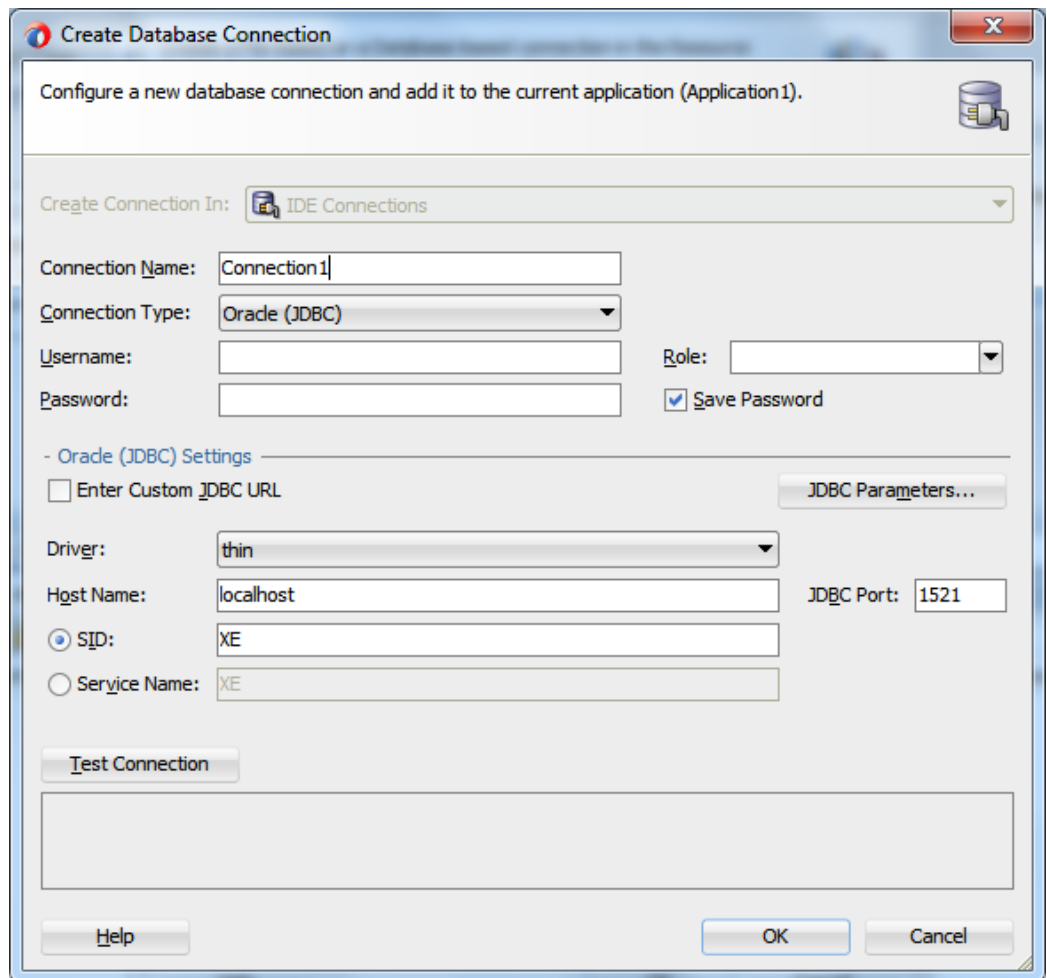 Create Database Connection
Configure a new database connection and add it to the current application (Application1).
Create Connection In: IDE Connections
Connection Name: Connection1
Connection Type: Oracle (JDBC)
Username: Role:
Password: Save Password
- Oracle (JDBC) Settings
Enter Custom JDBC URL JDBC Parameters...
Driver: thin
Host Name: localhost JDBC Port: 1521
SID: XE
Service Name: XE
Test Connection
Help OK Cancel